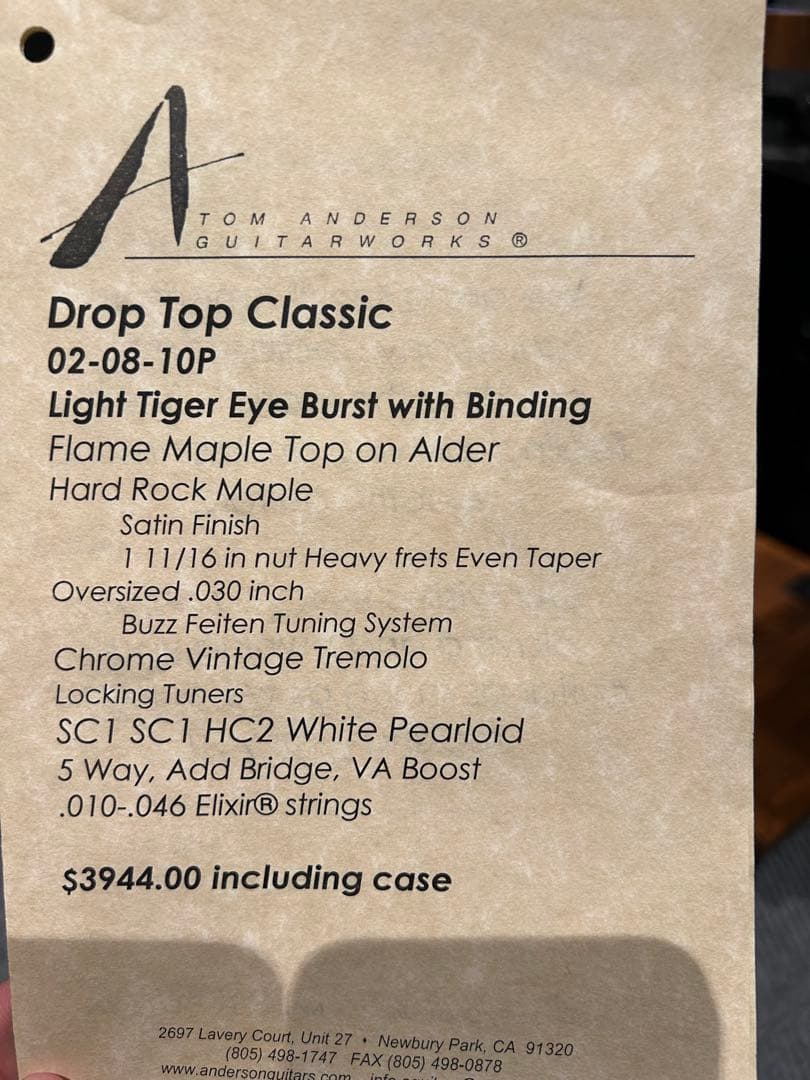 A
TOM ANDERSON
GUITARWORKS ®
Drop Top Classic
02-08-10P
Light Tiger Eye Burst with Binding
Flame Maple Top on Alder
Hard Rock Maple
Satin Finish
1 11/16 in nut Heavy frets Even Taper
Oversized .030 inch
Buzz Feiten Tuning System
Chrome Vintage Tremolo
Locking Tuners
SC1 SC1 HC2 White Pearloid
5 Way, Add Bridge, VA Boost
.010-.046 Elixir® strings
$3944.00 including case
2697 Lavery Court, Unit 27 • Newbury Park, CA 91320
(805) 498-1747 FAX (805) 498-0878
www.andersonguitars.com